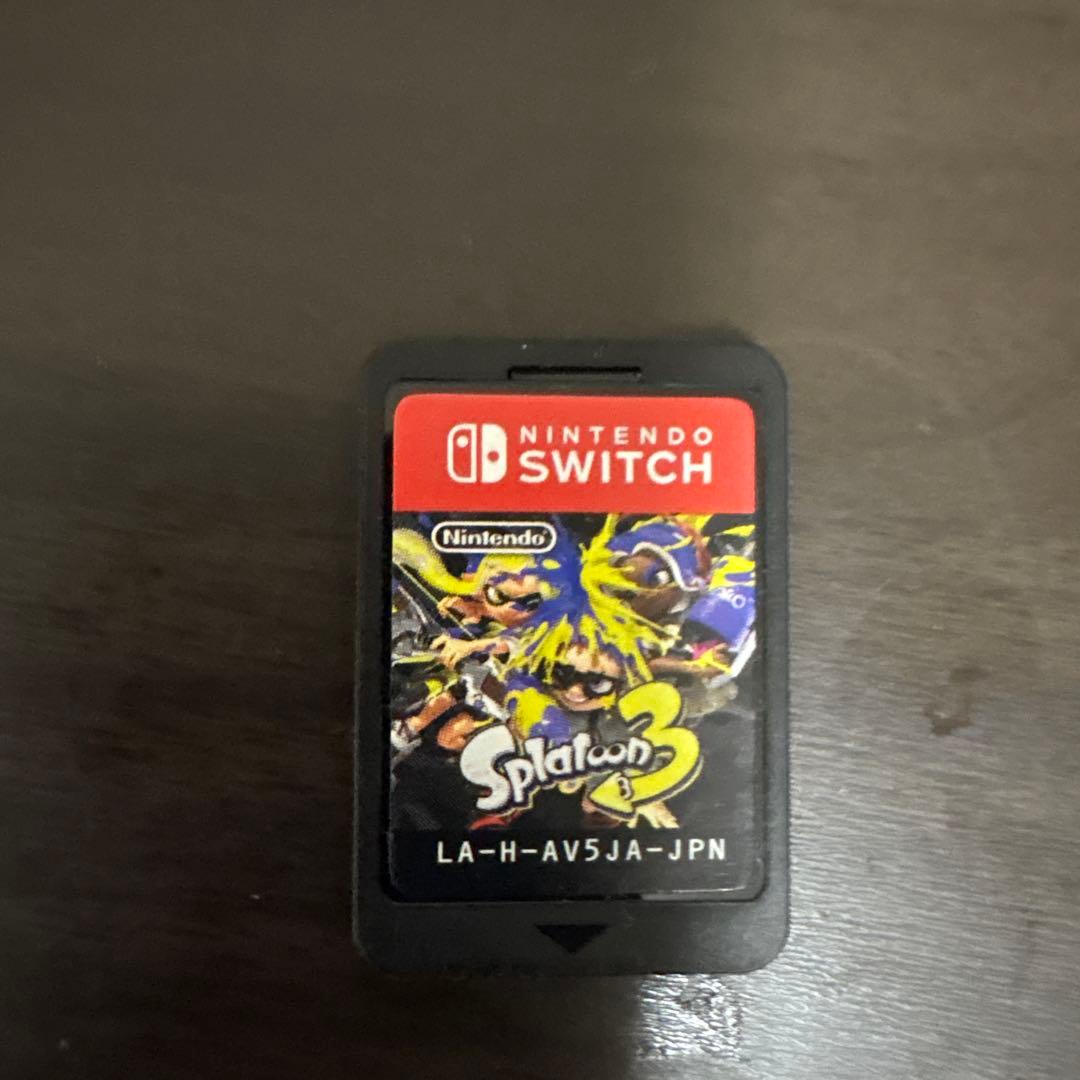 NINTENDO
SWITCH
Nintendo
Splatoon 3
LA-H-AV5JA-JPN